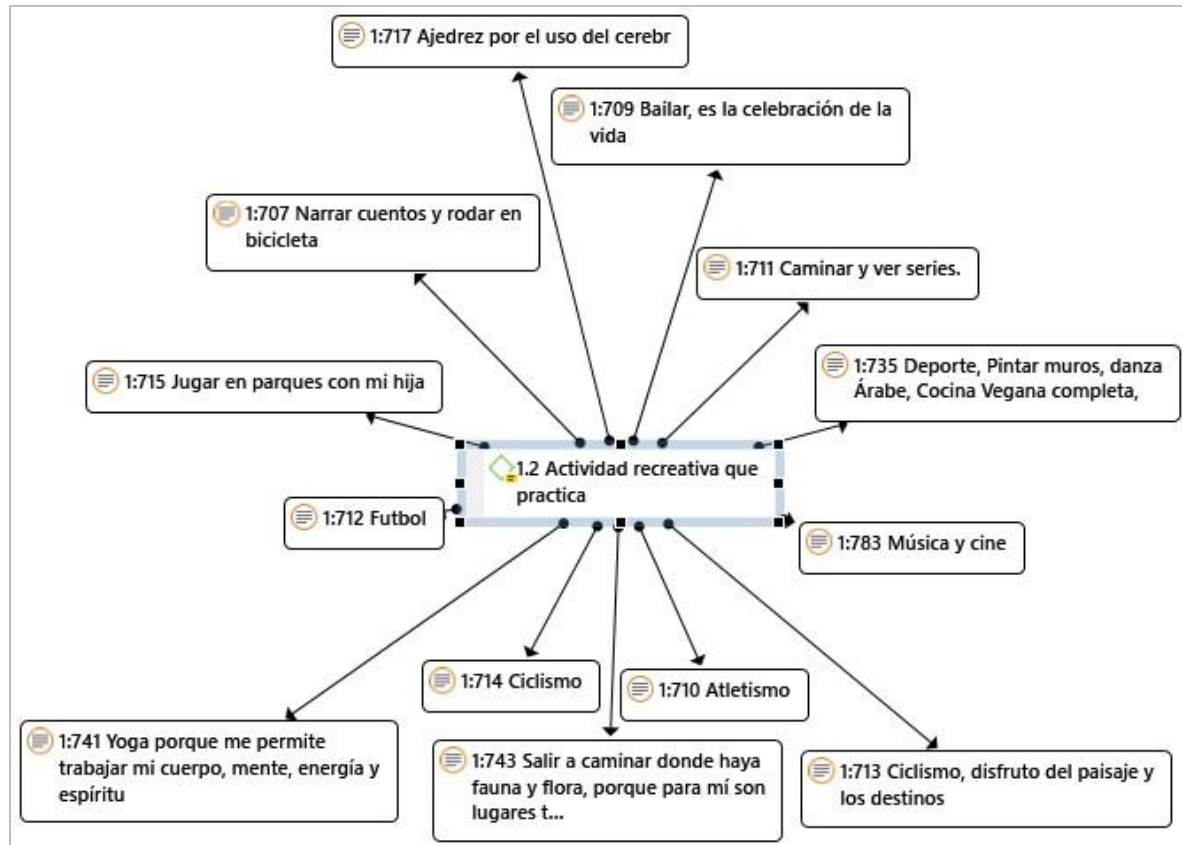 1:717 Ajedrez por el uso del cerebr
1:709 Bailar, es la celebración de la
vida
1:707 Narrar cuentos y rodar en
bicicleta
1:711 Caminar y ver series.
1:715 Jugar en parques con mi hija
1:735 Deporte, Pintar muros, danza
Árabe, Cocina Vegana completa,
1.2 Actividad recreativa que
practica
1:712 Futbol
1:783 Música y cine
1:714 Ciclismo
1:710 Atletismo
1:741 Yoga porque me permite
trabajar mi cuerpo, mente, energía y
espíritu
1:743 Salir a caminar donde haya
fauna y flora, porque para mí son
lugares t...
1:713 Ciclismo, disfruto del paisaje y
los destinos